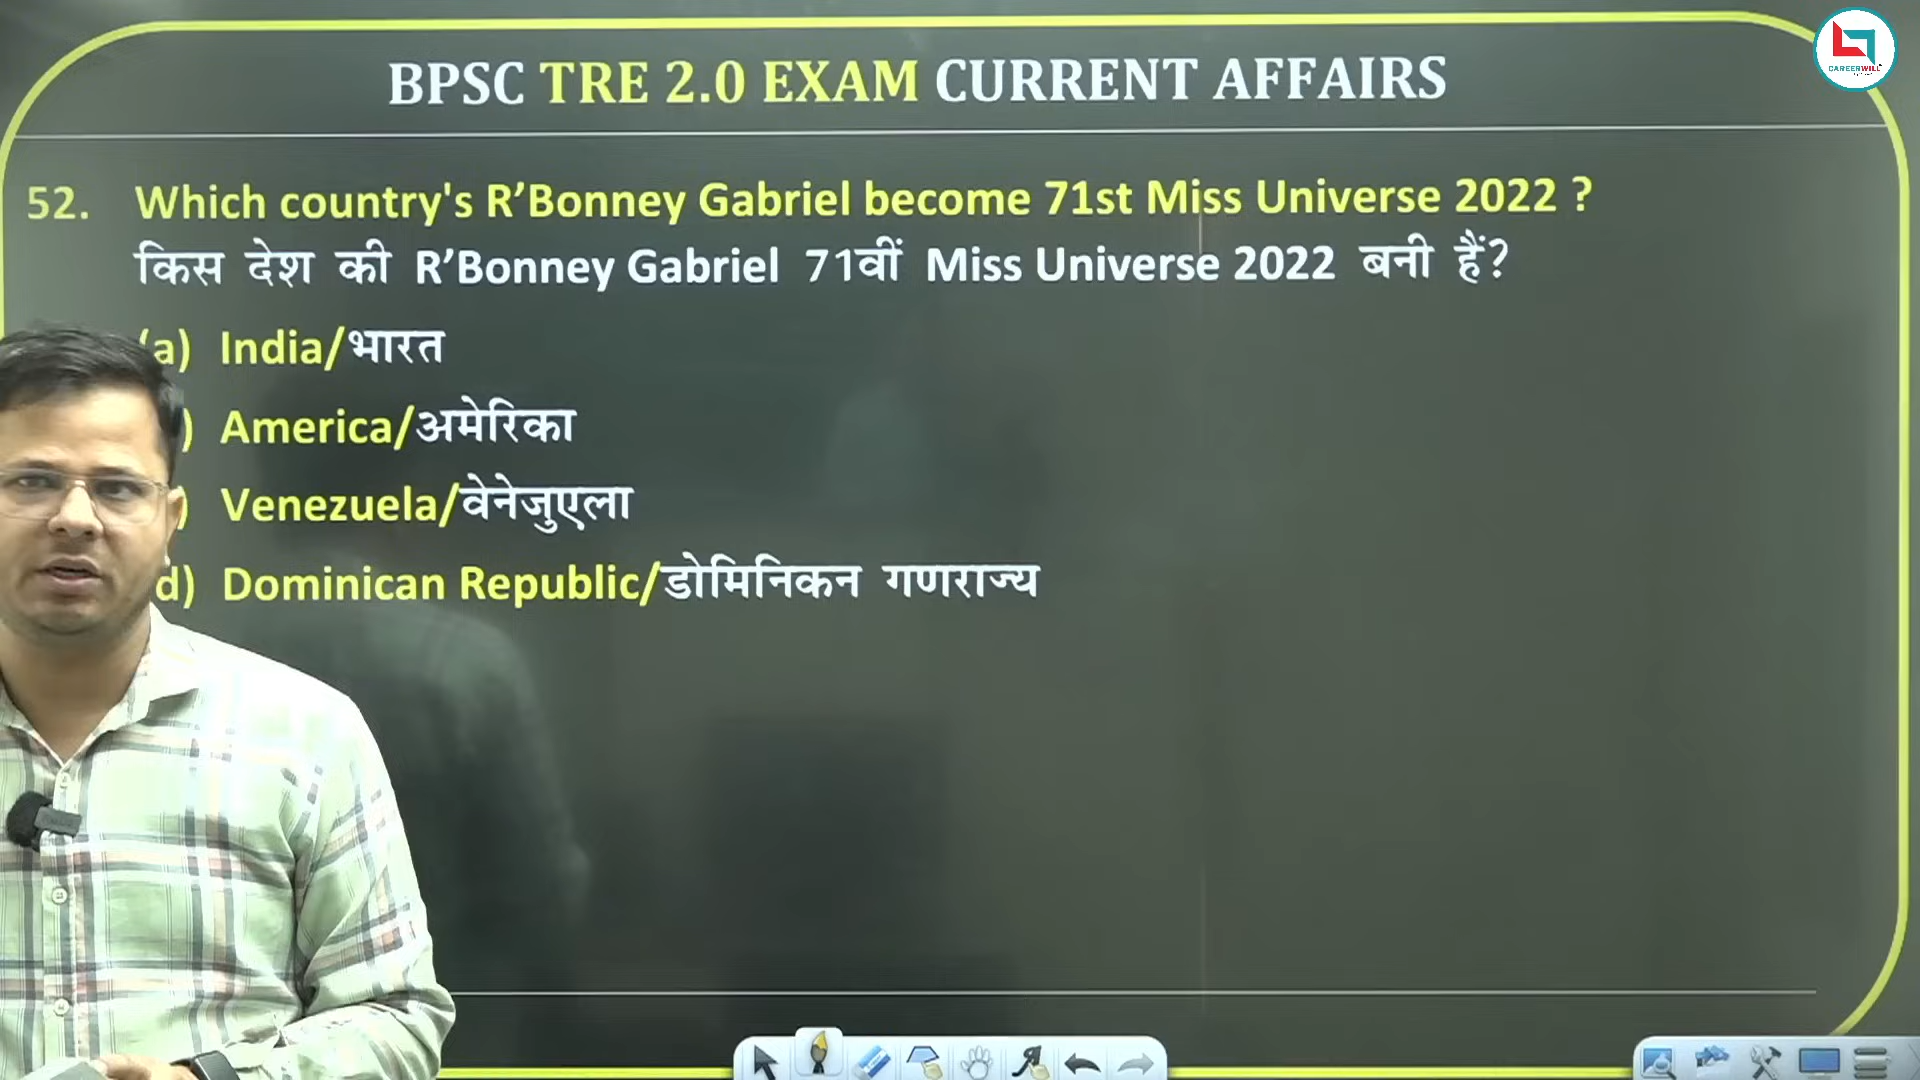 CAREERWILL
BPSC TRE 2.0 EXAM CURRENT AFFAIRS
52. Which country's R’Bonney Gabriel become 71st Miss Universe 2022 ?
किस देश की R’Bonney Gabriel 71वीं Miss Universe 2022 बनी हैं?
a) India/भारत
) America/अमेरिका
) Venezuela/वेनेजुएला
d) Dominican Republic/डोमिनिकन गणराज्य